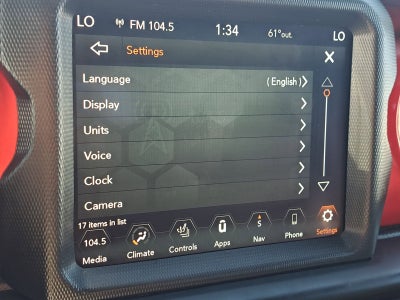 LO FM 104.5 1:34 61° out. LO
Settings X
Language (English)
Display
Units
Voice
Clock
Camera
17 items in list
104.5 S
Media Climate Controls Apps Nav Phone Settings